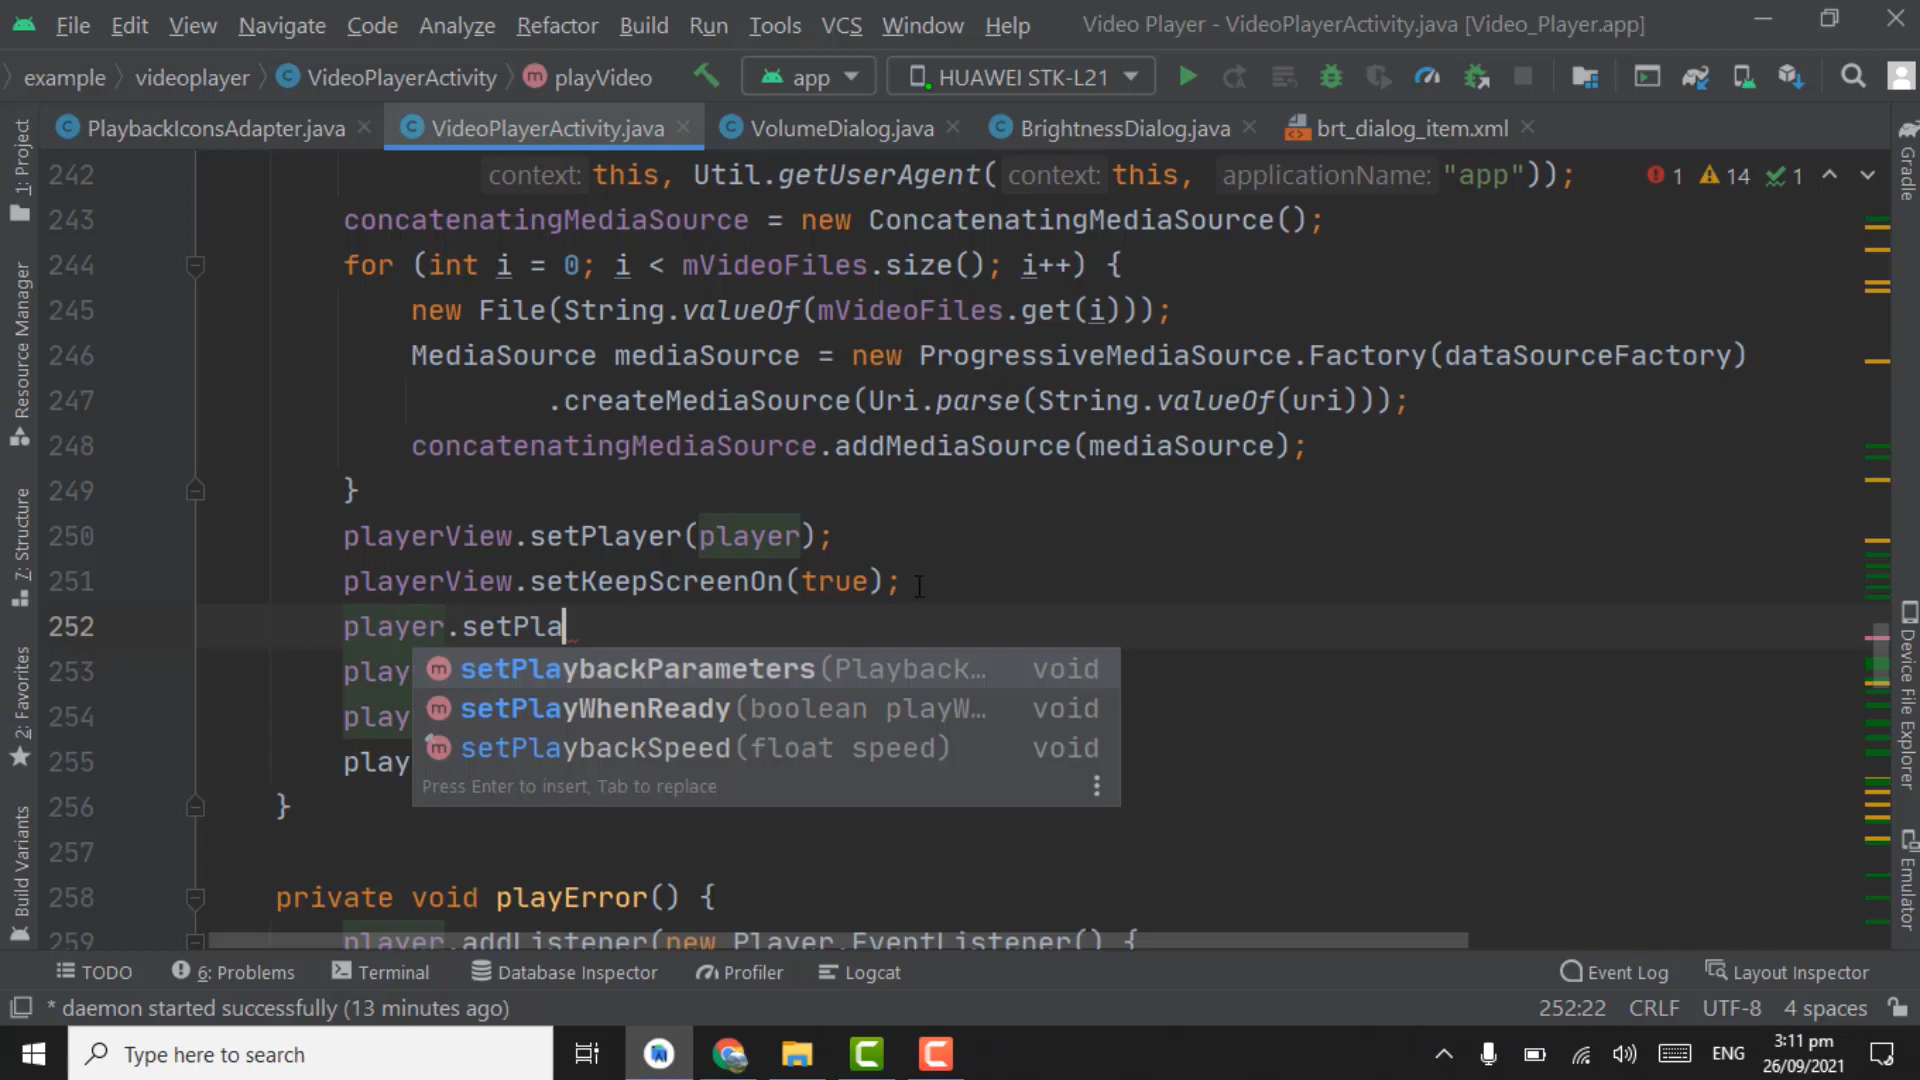 File Edit View Navigate Code Analyze Refactor Build Run Tools VCS Window Help Video Player - VideoPlayerActivity.java [Video_Player.app]
example videoplayer VideoPlayerActivity playVideo app HUAWEI STK-L21
PlaybackIconsAdapter.java VideoPlayerActivity.java VolumeDialog.java BrightnessDialog.java brt_dialog_item.xml
242 context: this, Util.getUserAgent( context: this, applicationName: "app")); 1 14 1
243 concatenatingMediaSource = new ConcatenatingMediaSource();
244 for (int i = 0; i < mVideoFiles.size(); i++) {
245 new File(String.valueOf(mVideoFiles.get(i)));
246 MediaSource mediaSource = new ProgressiveMediaSource.Factory(dataSourceFactory)
247 .createMediaSource(Uri.parse(String.valueOf(uri)));
248 concatenatingMediaSource.addMediaSource(mediaSource);
249 }
250 playerView.setPlayer(player);
251 playerView.setKeepScreenOn(true);
252 player.setPla
253 play
254 play
255 play
setPlaybackParameters(Playback… void
setPlayWhenReady(boolean playW… void
setPlaybackSpeed(float speed) void
Press Enter to insert, Tab to replace
256 }
257
258 private void playError() {
259 player.addListener(new Player.EventListener() {
1: Project
Resource Manager
7: Structure
2: Favorites
Build Variants
Gradle
Device File Explorer
Emulator
TODO 6: Problems Terminal Database Inspector Profiler Logcat Event Log Layout Inspector
* daemon started successfully (13 minutes ago) 252:22 CRLF UTF-8 4 spaces
Type here to search ENG 3:11 pm
26/09/2021